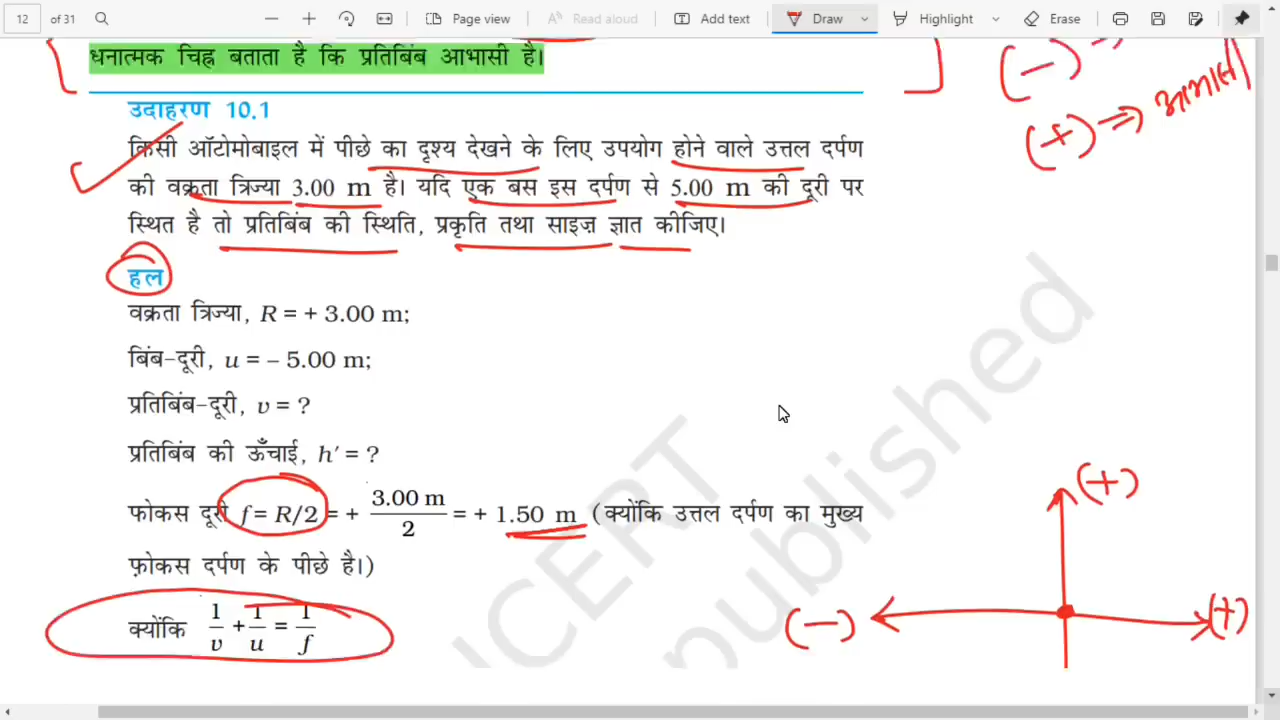 12 of 31 Page view Read aloud Add text Draw Highlight Erase
धनात्मक चिह्न बताता है कि प्रतिबिंब आभासी है।
(−) ⇒
(+) ⇒ आभासी
उदाहरण 10.1
किसी ऑटोमोबाइल में पीछे का दृश्य देखने के लिए उपयोग होने वाले उत्तल दर्पण
की वक्रता त्रिज्या 3.00 m है। यदि एक बस इस दर्पण से 5.00 m की दूरी पर
स्थित है तो प्रतिबिंब की स्थिति, प्रकृति तथा साइज़ ज्ञात कीजिए।
हल
वक्रता त्रिज्या, R = + 3.00 m;
बिंब-दूरी, u = – 5.00 m;
प्रतिबिंब-दूरी, v = ?
प्रतिबिंब की ऊँचाई, h′ = ?
फोकस दूरी f = R/2 = + 3.00 m / 2 = + 1.50 m (क्योंकि उत्तल दर्पण का मुख्य
फ़ोकस दर्पण के पीछे है।)
क्योंकि 1/v + 1/u = 1/f
(+)
(−) (+)
NCERT
published